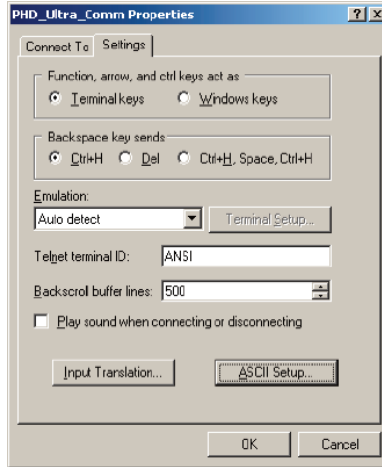 PHD_Ultra_Comm Properties
Connect To
Settings
Function, arrow, and ctrl keys act as
Terminal keys
Windows keys
Backspace key sends
Ctrl+H
Del
Ctrl+H, Space, Ctrl+H
Emulation:
Auto detect
Terminal Setup...
Telnet terminal ID:
ANSI
Backscrol buffer lines:
500
Play sound when connecting or disconnecting
Input Translation...
ASCII Setup...
OK
Cancel